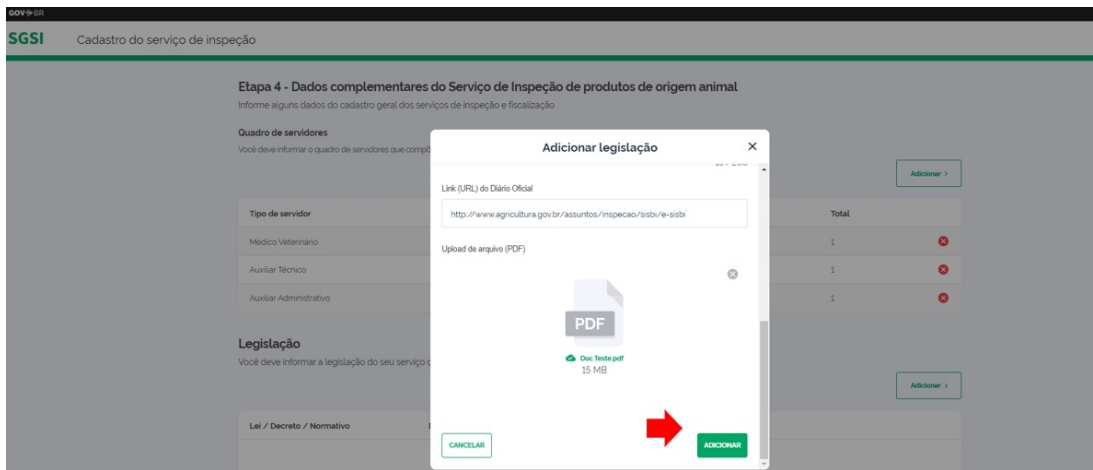 GOV BR
SGSI Cadastro do serviço de inspeção
Etapa 4 - Dados complementares do Serviço de Inspeção de produtos de origem animal
Informe alguns dados do cadastro geral dos serviços de inspeção e fiscalização
Quadro de servidores
Você deve informar o quadro de servidores que
Adicionar >
Tipo de servidor Total
Médico Veterinário 1
Auxiliar Técnico 1
Auxiliar Administrativo 1
Legislação
Você deve informar a legislação do seu serviço
Adicionar >
Lei / Decreto / Normativo
Adicionar legislação
Link (URL) do Diário Oficial
http://www.agricultura.gov.br/assuntos/inspecao/sisbi/e-sisbi
Upload de arquivo (PDF)
PDF
Doc Teste.pdf
15 MB
CANCELAR ADICIONAR